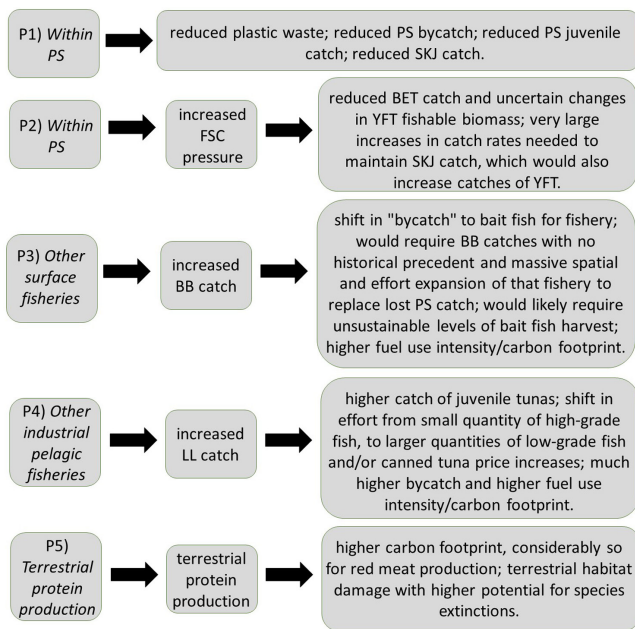 P1) Within
PS
reduced plastic waste; reduced PS bycatch; reduced PS juvenile
catch; reduced SKJ catch.
P2) Within
PS
increased
FSC
pressure
reduced BET catch and uncertain changes
in YFT fishable biomass; very large
increases in catch rates needed to
maintain SKJ catch, which would also
increase catches of YFT.
P3) Other
surface
fisheries
increased
BB catch
shift in "bycatch" to bait fish for fishery;
would require BB catches with no
historical precedent and massive spatial
and effort expansion of that fishery to
replace lost PS catch; would likely require
unsustainable levels of bait fish harvest;
higher fuel use intensity/carbon footprint.
P4) Other
industrial
pelagic
fisheries
increased
LL catch
higher catch of juvenile tunas; shift in
effort from small quantity of high-grade
fish, to larger quantities of low-grade fish
and/or canned tuna price increases; much
higher bycatch and higher fuel use
intensity/carbon footprint.
P5)
Terrestrial
protein
production
terrestrial
protein
production
higher carbon footprint, considerably so
for red meat production; terrestrial habitat
damage with higher potential for species
extinctions.